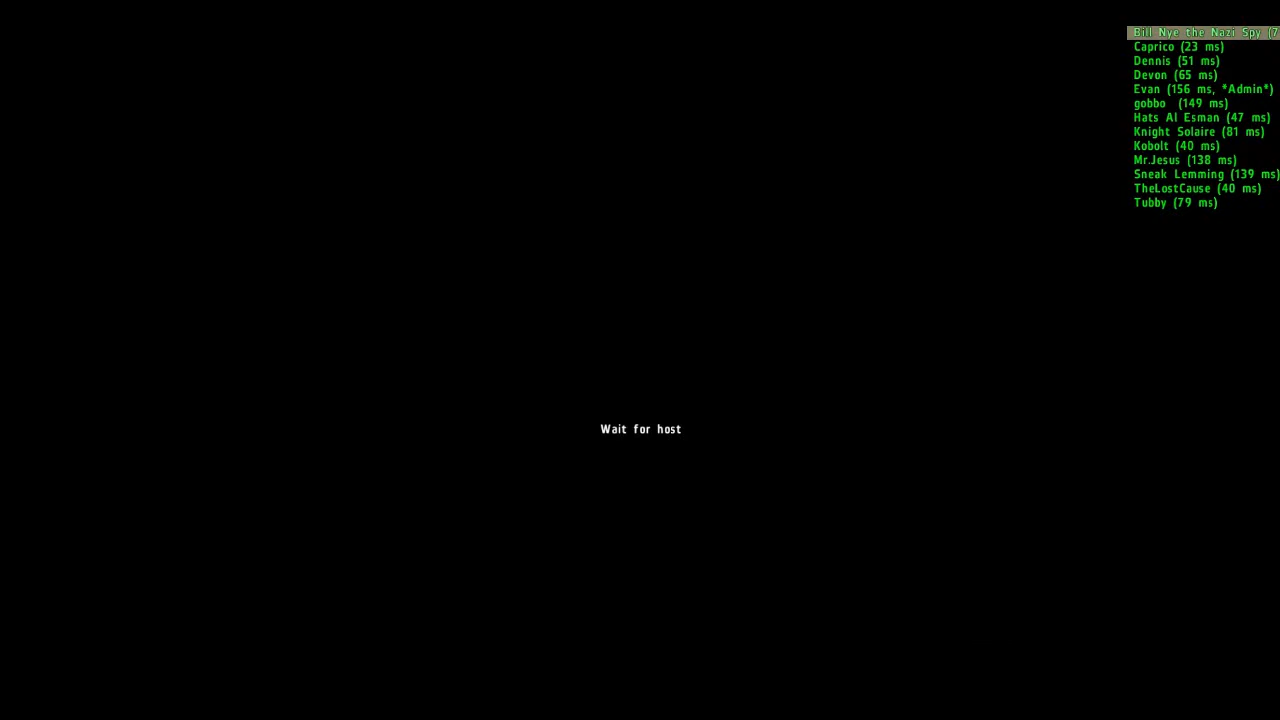 Bill Nye the Nazi Spy (7
Caprico (23 ms)
Dennis (51 ms)
Devon (65 ms)
Evan (156 ms, *Admin*)
gobbo (149 ms)
Hats Al Esman (47 ms)
Knight Solaire (81 ms)
Kobolt (40 ms)
Mr.Jesus (138 ms)
Sneak Lemming (139 ms)
TheLostCause (40 ms)
Tubby (79 ms)
Wait for host